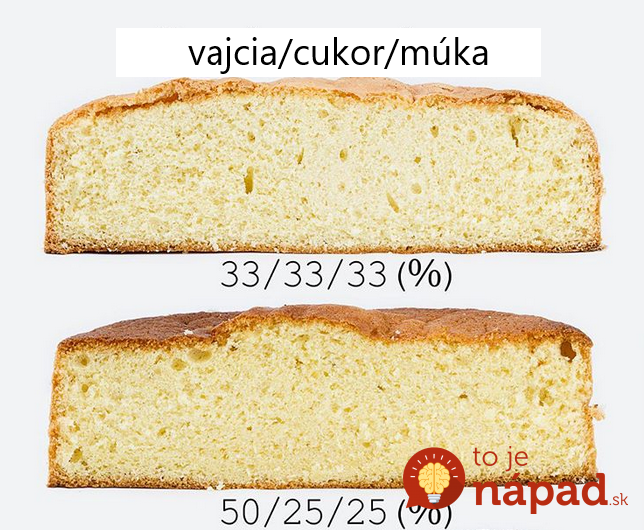 vajcia/cukor/múka
33/33/33 (%)
to je
nápad.sk
50/25/25 (%)